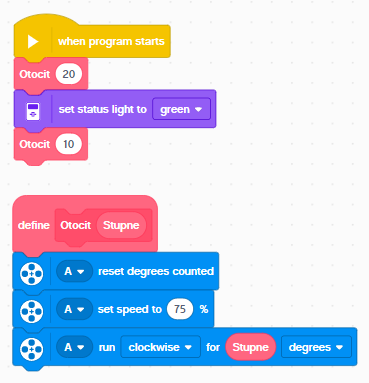 when program starts
Otocit 20
set status light to green
Otocit 10
define Otocit Stupne
A reset degrees counted
A set speed to 75 %
A run clockwise for Stupne degrees